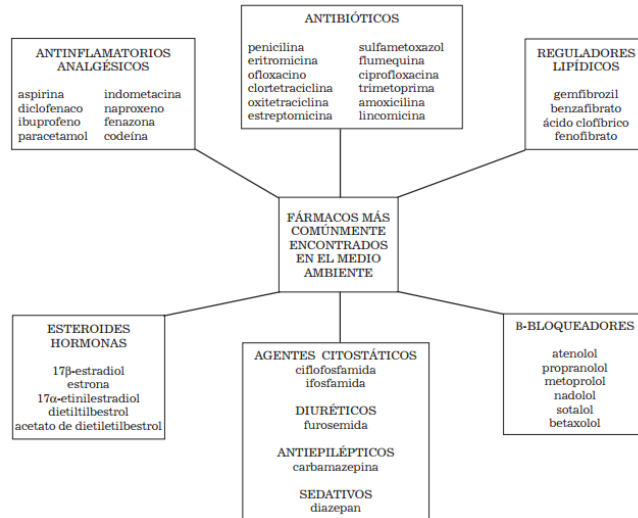 ANTIBIÓTICOS
penicilina sulfametoxazol
eritromicina flumequina
ofloxacino ciprofloxacina
clortetraciclina trimetoprima
oxitetraciclina amoxicilina
estreptomicina lincomicina
ANTINFLAMATORIOS
ANALGÉSICOS
aspirina indometacina
diclofenaco naproxeno
ibuprofeno fenazona
paracetamol codeína
REGULADORES
LIPÍDICOS
gemfibrozil
benzafibrato
ácido clofíbrico
fenofibrato
FÁRMACOS MÁS
COMÚNMENTE
ENCONTRADOS
EN EL MEDIO
AMBIENTE
ESTEROIDES
HORMONAS
17β-estradiol
estrona
17α-etinilestradiol
dietiltilbestrol
acetato de dietiletilbestrol
AGENTES CITOSTÁTICOS
ciflofosfamida
ifosfamida
DIURÉTICOS
furosemida
ANTIEPILÉPTICOS
carbamazepina
SEDATIVOS
diazepan
B-BLOQUEADORES
atenolol
propranolol
metoprolol
nadolol
sotalol
betaxolol